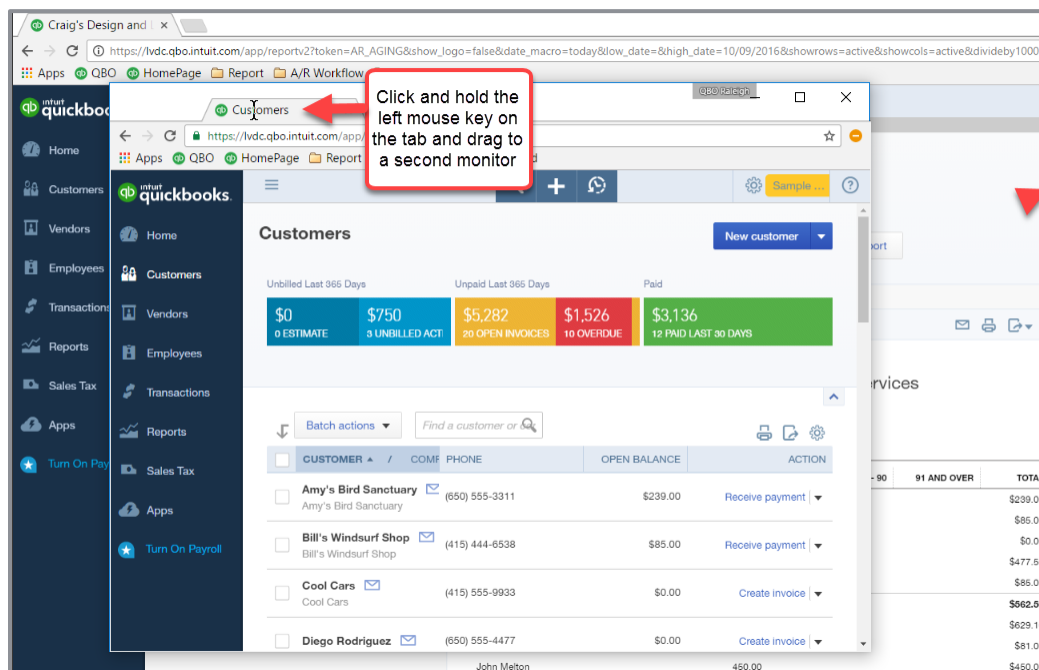 Craig's Design and
https://lvdc.qbo.intuit.com/app/reportv2?token=AR_AGING&show_logo=false&date_macro=today&low_date=&high_date=10/09/2016&showrows=active&showcols=active&divideby1000
Apps QBO HomePage Report A/R Workflow
intuit
quickboo
Home
Customers
Vendors
Employees
Transactions
Reports
Sales Tax
Apps
Turn On Pay
QBO Raleigh
Customers
Click and hold the
left mouse key on
the tab and drag to
a second monitor
https://lvdc.qbo.intuit.com/app/
Apps QBO HomePage Report
intuit
quickbooks.
Home
Customers
Vendors
Employees
Transactions
Reports
Sales Tax
Apps
Turn On Payroll
Sample ...
?
Customers
New customer
Unbilled Last 365 Days Unpaid Last 365 Days Paid
$0 $750 $5,282 $1,526 $3,136
0 ESTIMATE 3 UNBILLED ACTI 20 OPEN INVOICES 10 OVERDUE 12 PAID LAST 30 DAYS
Batch actions Find a customer or
CUSTOMER / COMP PHONE OPEN BALANCE ACTION
Amy's Bird Sanctuary (650) 555-3311 $239.00 Receive payment
Amy's Bird Sanctuary
Bill's Windsurf Shop (415) 444-6538 $85.00 Receive payment
Bill's Windsurf Shop
Cool Cars (415) 555-9933 $0.00 Create invoice
Cool Cars
Diego Rodriguez (650) 555-4477 $0.00 Create invoice
ort
rvices
- 90 91 AND OVER TOTA
$239.0
$85.0
$0.0
$477.5
$85.0
$562.5
$629.1
$81.0
John Melton 450.00 $450.0